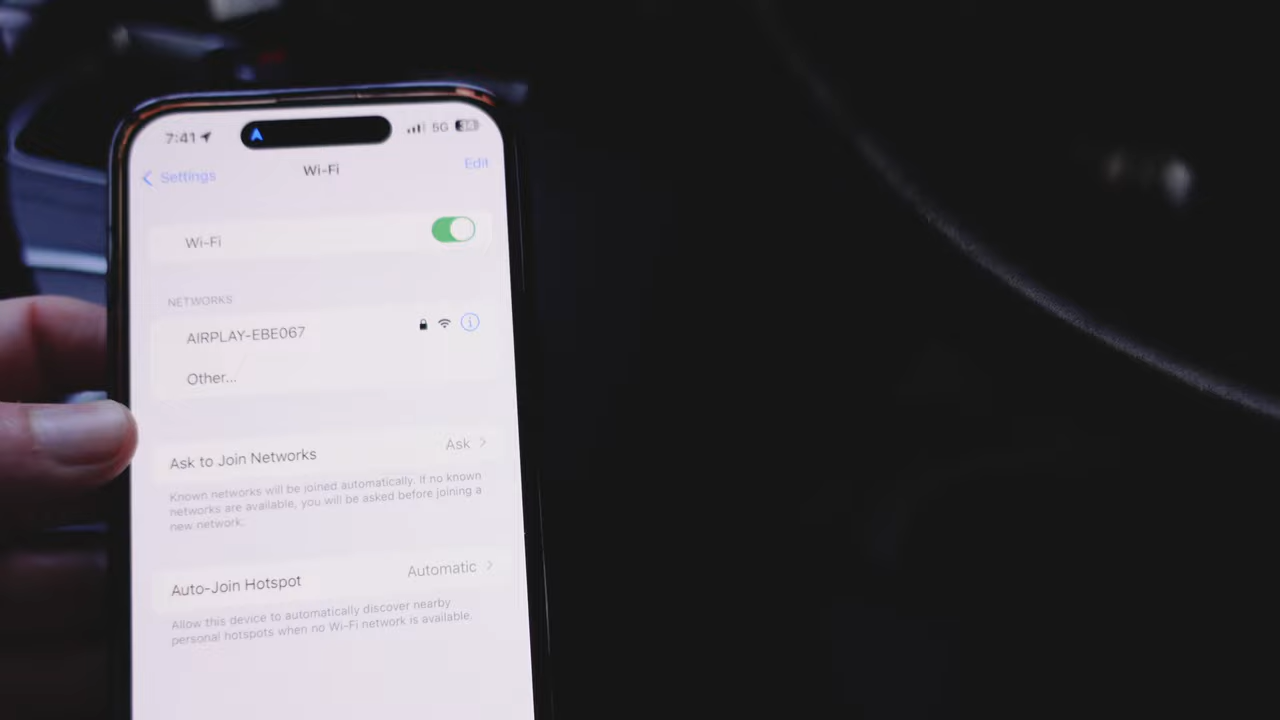 7:41
5G
Settings
Wi-Fi
Edit
Wi-Fi
NETWORKS
AIRPLAY-EBE067
Other...
Ask to Join Networks
Ask
Known networks will be joined automatically. If no known
networks are available, you will be asked before joining a
new network.
Auto-Join Hotspot
Automatic
Allow this device to automatically discover nearby
personal hotspots when no Wi-Fi network is available.